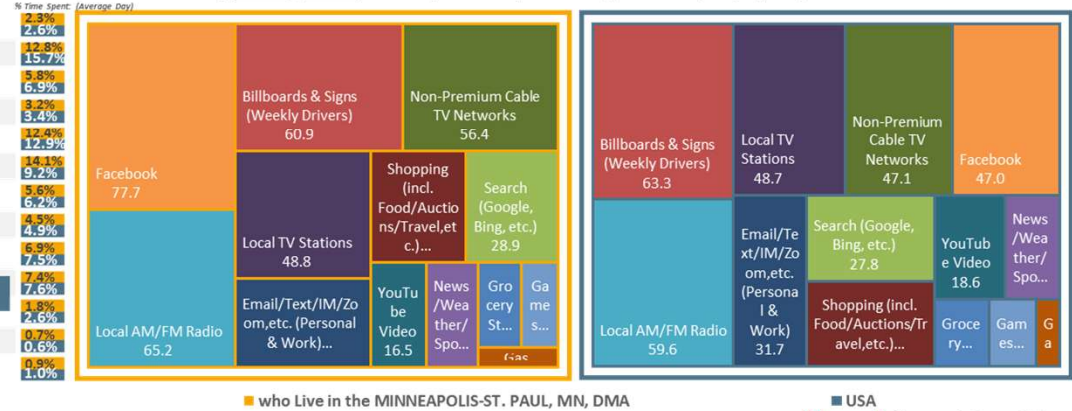 % Time Spent: (Average Day)
2.3%
2.6%
12.8%
15.7%
5.8%
6.9%
3.2%
3.4%
12.4%
12.9%
14.1%
9.2%
5.6%
6.2%
4.5%
4.9%
6.9%
7.5%
7.4%
7.6%
1.8%
2.6%
0.7%
0.6%
0.9%
1.0%
Facebook
77.7
Local AM/FM Radio
65.2
Billboards & Signs
(Weekly Drivers)
60.9
Non-Premium Cable
TV Networks
56.4
Local TV Stations
48.8
Email/Text/IM/Zo
om,etc. (Personal
& Work)...
Shopping
(incl.
Food/Auctio
ns/Travel,et
c.)...
Search
(Google,
Bing, etc.)
28.9
YouTu
be
Video
16.5
News
/Wea
ther/
Spo...
Gro
cery
St...
Ga
me
s...
Gas
Billboards & Signs
(Weekly Drivers)
63.3
Local AM/FM Radio
59.6
Local TV
Stations
48.7
Non-Premium
Cable TV
Networks
47.1
Facebook
47.0
Email/Te
xt/IM/Zo
om,etc.
(Persona
l &
Work)
31.7
Search (Google,
Bing, etc.)
27.8
Shopping (incl.
Food/Auctions/Tr
avel,etc.)...
YouTub
e Video
18.6
News
/Wea
ther/
Spo...
Groce
ry...
Gam
es...
G
a
who Live in the MINNEAPOLIS-ST. PAUL, MN, DMA
USA